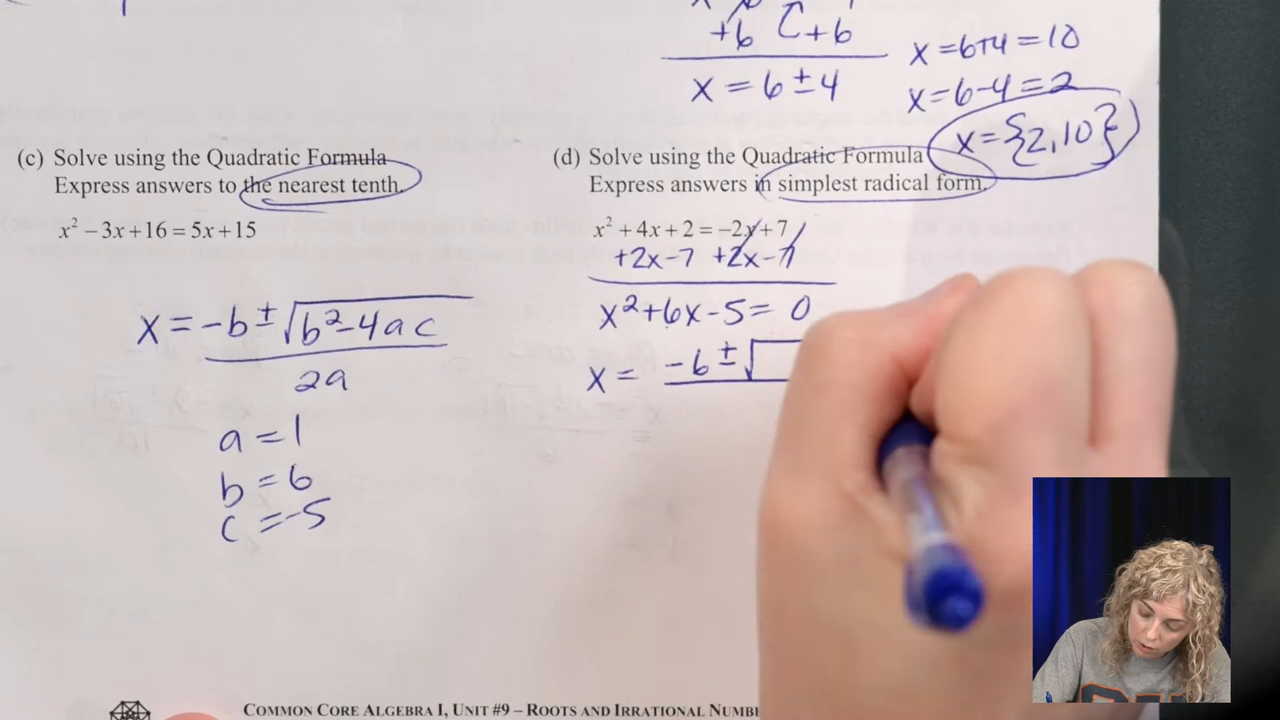 +6 +6
x = 6 ± 4
x = 6+4 = 10
x = 6-4 = 2
x = {2,10}
(c) Solve using the Quadratic Formula
Express answers to the nearest tenth.
x² − 3x + 16 = 5x + 15
x = -b ± √b²-4ac
2a
a = 1
b = 6
c = -5
(d) Solve using the Quadratic Formula
Express answers in simplest radical form.
x² + 4x + 2 = −2x + 7
+2x-7 +2x-7
x²+6x-5 = 0
x = -6 ± √
COMMON CORE ALGEBRA I, UNIT #9 – ROOTS AND IRRATIONAL